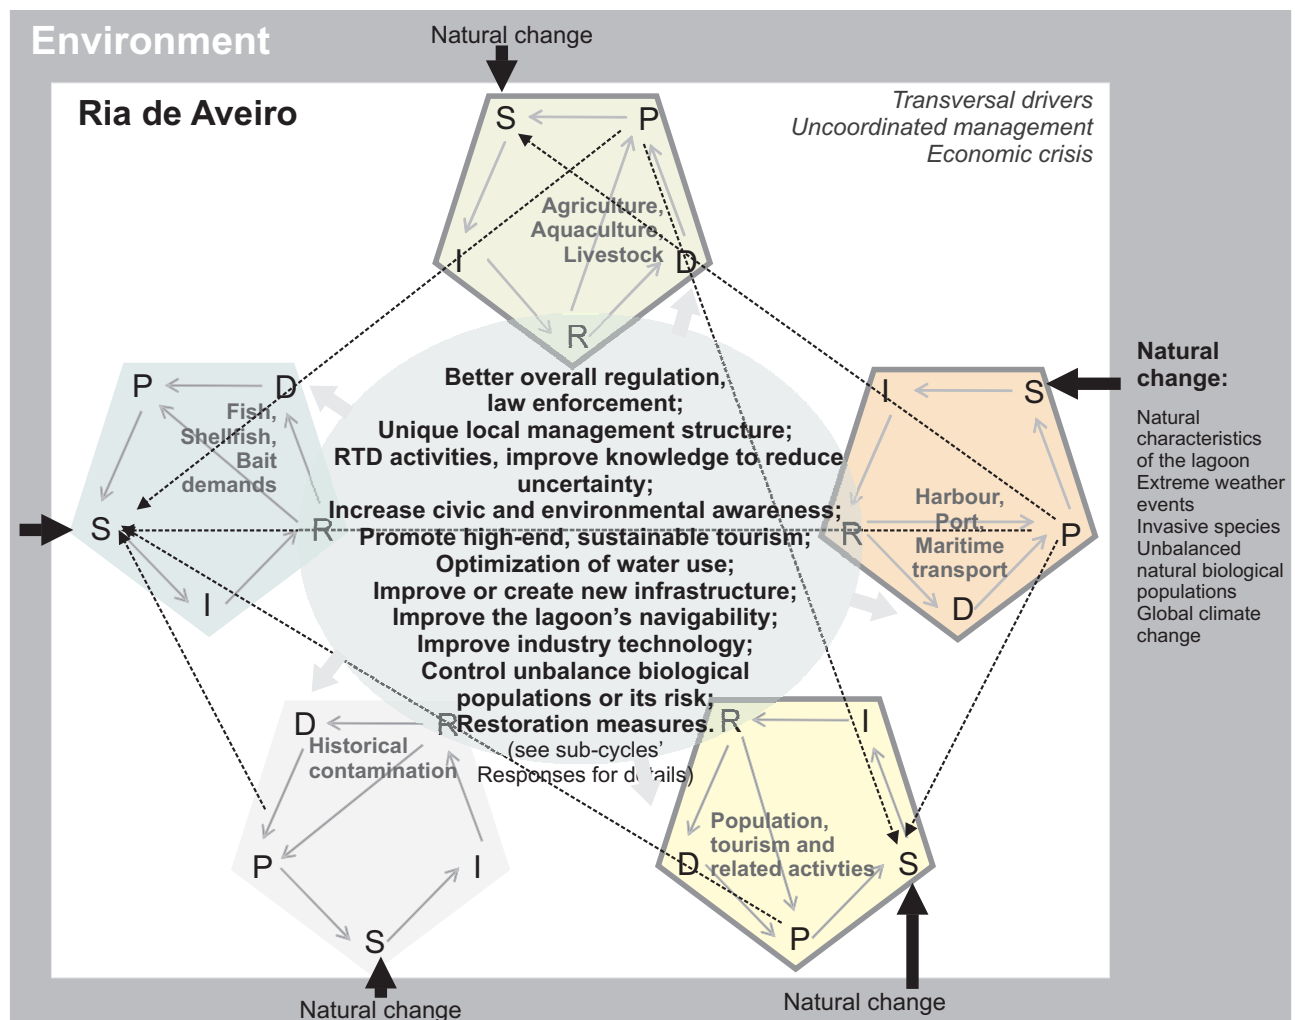 Environment
Natural change
Ria de Aveiro
Transversal drivers
Uncoordinated management
Economic crisis
S
P
Agriculture,
Aquaculture,
Livestock
I
D
R
Natural
change:
Natural
characteristics
of the lagoon
Extreme weather
events
Invasive species
Unbalanced
natural biological
populations
Global climate
change
P
D
Fish,
Shellfish,
Bait
demands
S
R
I
Better overall regulation,
law enforcement;
Unique local management structure;
RTD activities, improve knowledge to reduce
uncertainty;
Increase civic and environmental awareness;
Promote high-end, sustainable tourism;
Optimization of water use;
Improve or create new infrastructure;
Improve the lagoon’s navigability;
Improve industry technology;
Control unbalance biological
populations or its risk;
Restoration measures.
(see sub-cycles’
Responses for details)
I
S
Harbour,
Port,
Maritime
transport
R
P
D
D
R
Historical
contamination
P
I
S
Natural change
R
I
Population,
tourism and
related activties
D
S
P
Natural change